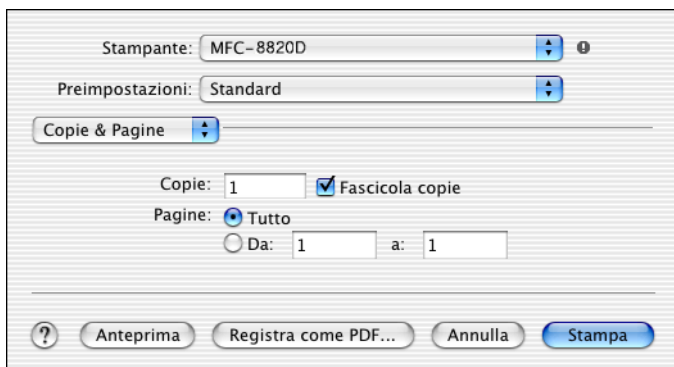 Stampante: MFC-8820D
Preimpostazioni: Standard
Copie & Pagine
Copie: 1 Fascicola copie
Pagine: Tutto
Da: 1 a: 1
? Anteprima Registra come PDF... Annulla Stampa